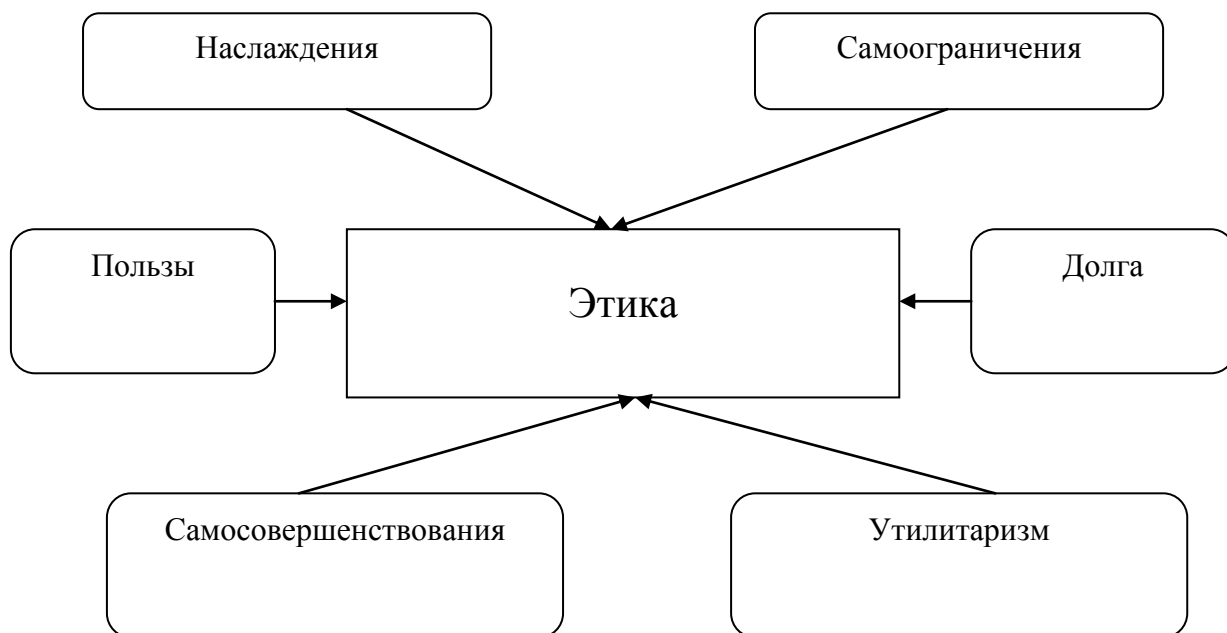 Наслаждения
Самоограничения
Пользы
Этика
Долга
Самосовершенствования
Утилитаризм